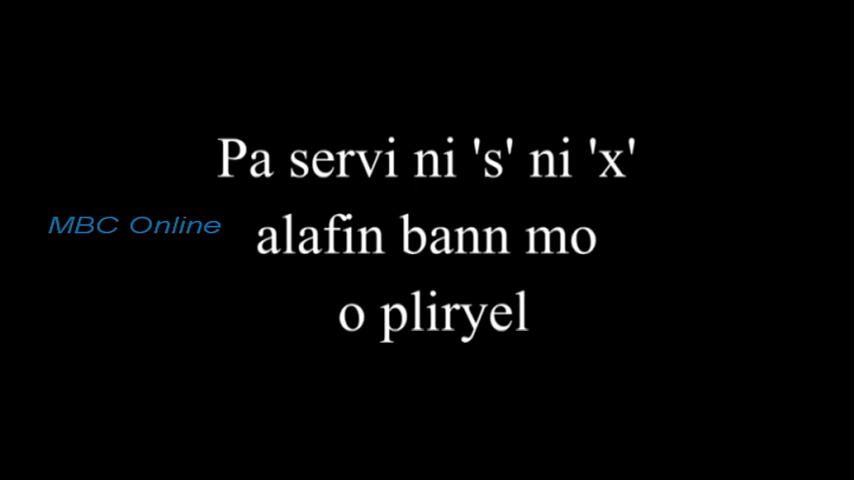 Pa servi ni 's' ni 'x'
MBC Online
alafin bann mo
o pliryel